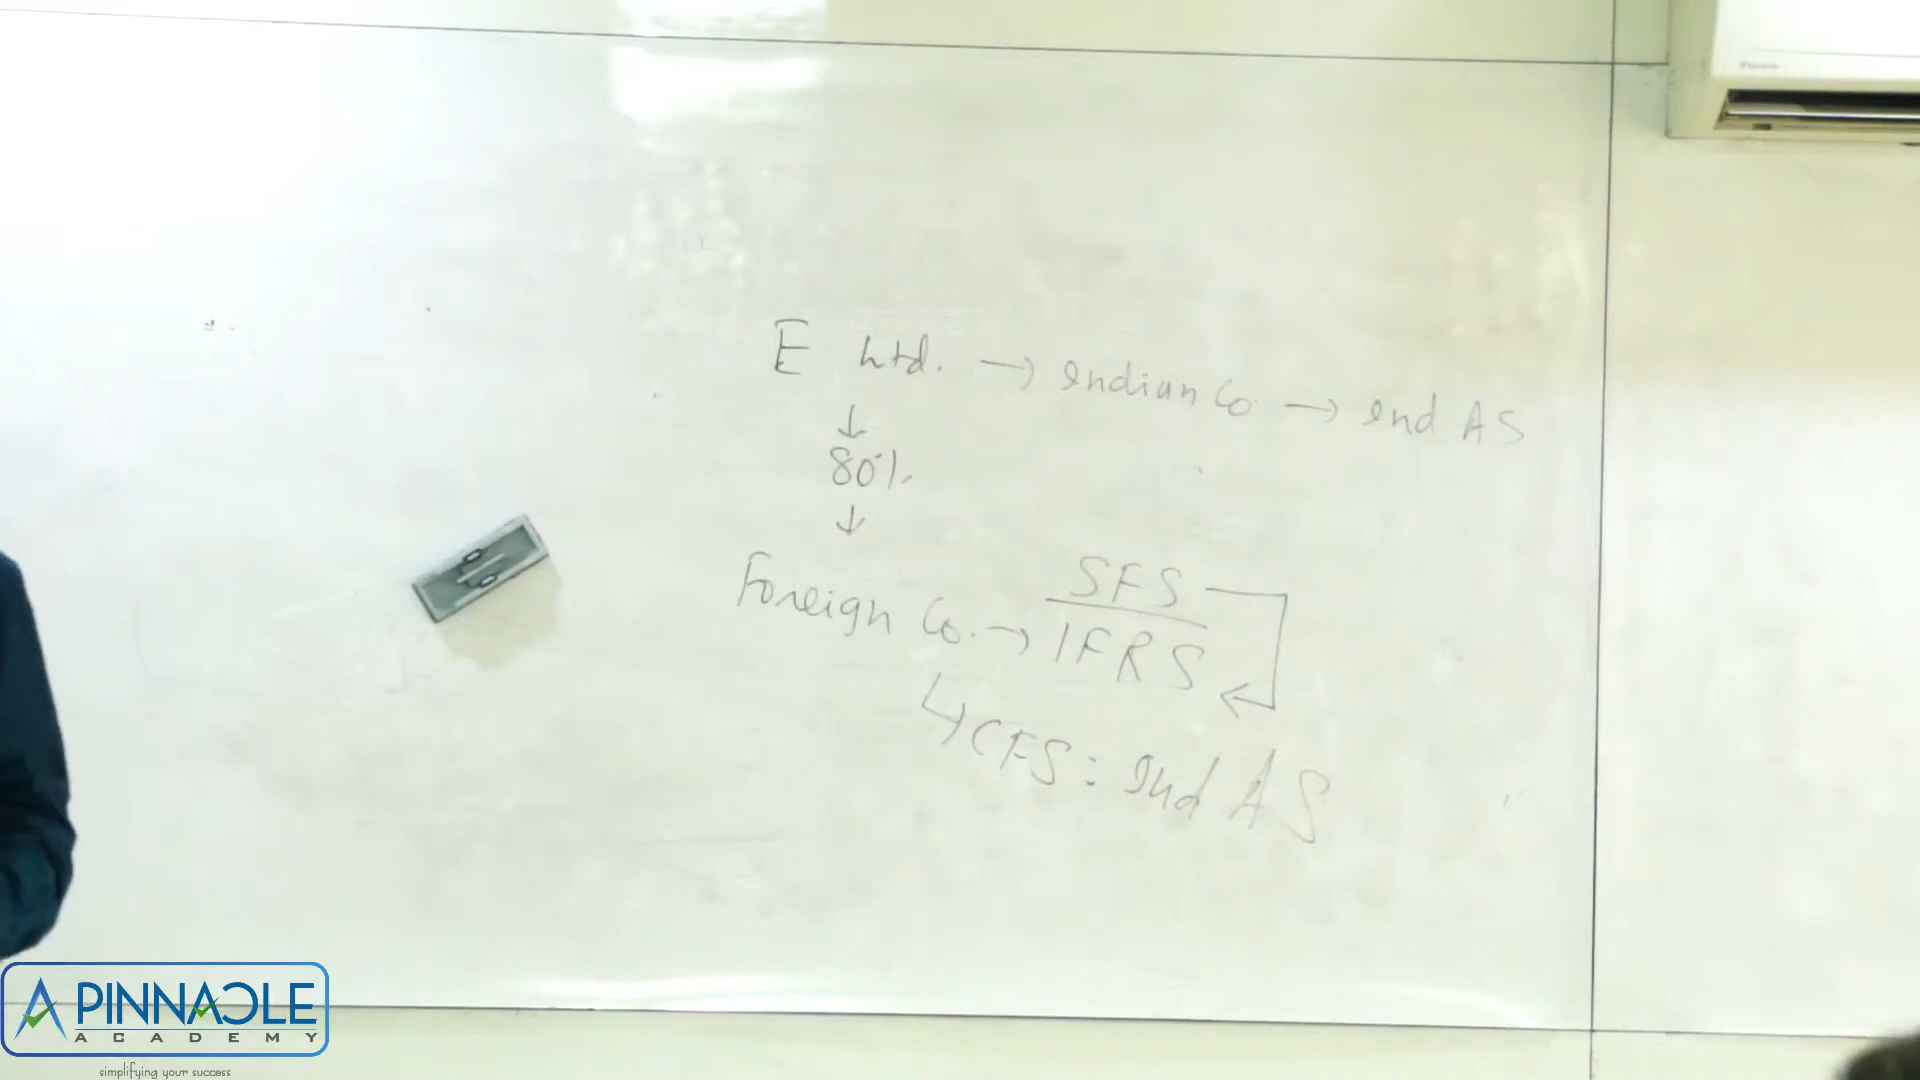 E Ltd. → Indian Co. → Ind AS
↓
80%
↓
Foreign Co. → SFS
IFRS
↳ CFS : Ind AS
PINNACLE
ACADEMY
simplifying your success